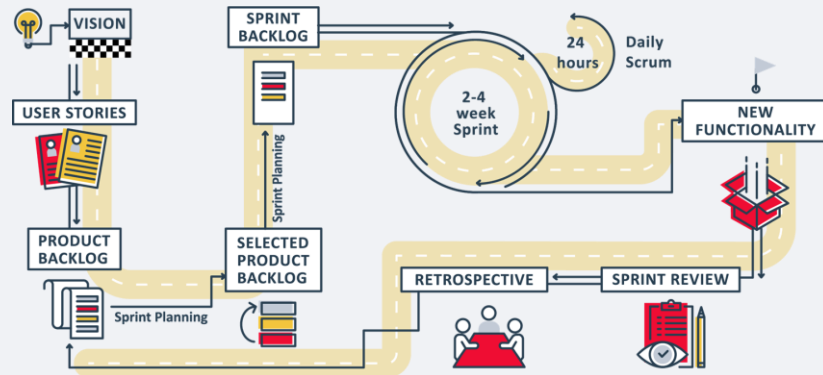 VISION
USER STORIES
PRODUCT
BACKLOG
Sprint Planning
SELECTED
PRODUCT
BACKLOG
Sprint Planning
SPRINT
BACKLOG
2-4
week
Sprint
24
hours
Daily
Scrum
NEW
FUNCTIONALITY
SPRINT REVIEW
RETROSPECTIVE